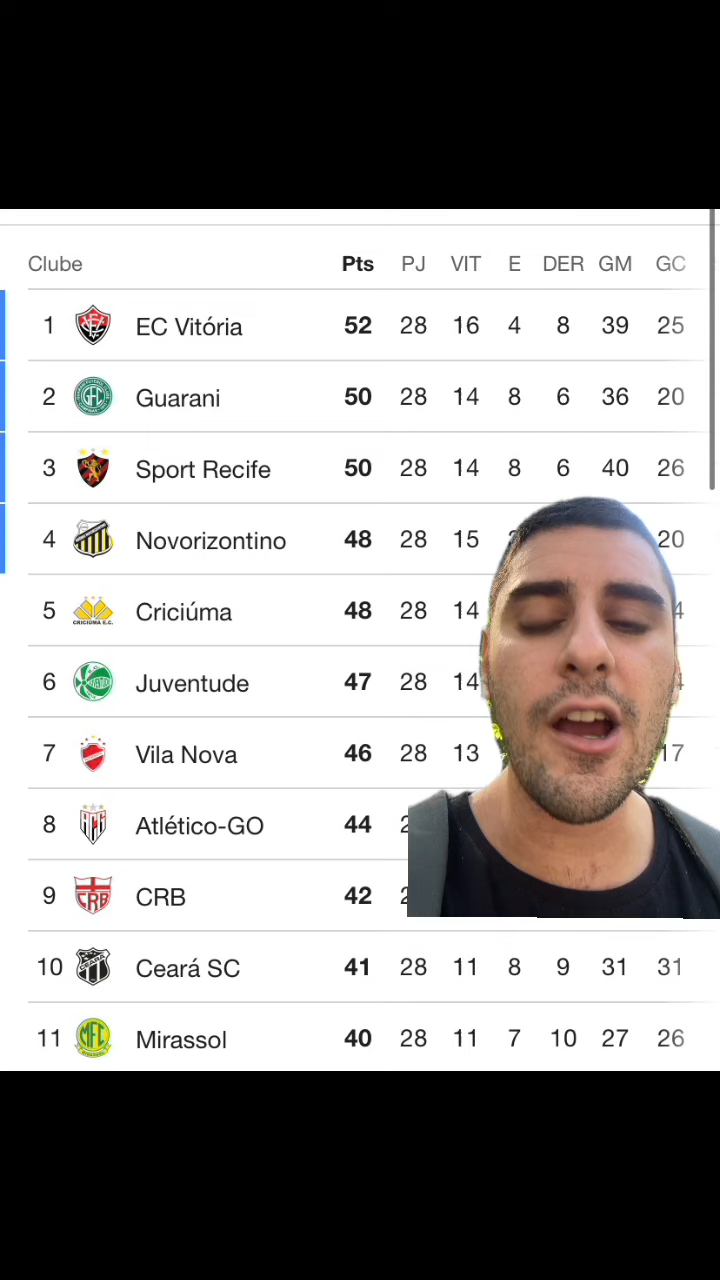 Clube Pts PJ VIT E DER GM GC
1 EC Vitória 52 28 16 4 8 39 25
2 Guarani 50 28 14 8 6 36 20
3 Sport Recife 50 28 14 8 6 40 26
4 Novorizontino 48 28 15 20
5 Criciúma 48 28 14
6 Juventude 47 28 14
7 Vila Nova 46 28 13 17
8 Atlético-GO 44
9 CRB 42
10 Ceará SC 41 28 11 8 9 31 31
11 Mirassol 40 28 11 7 10 27 26